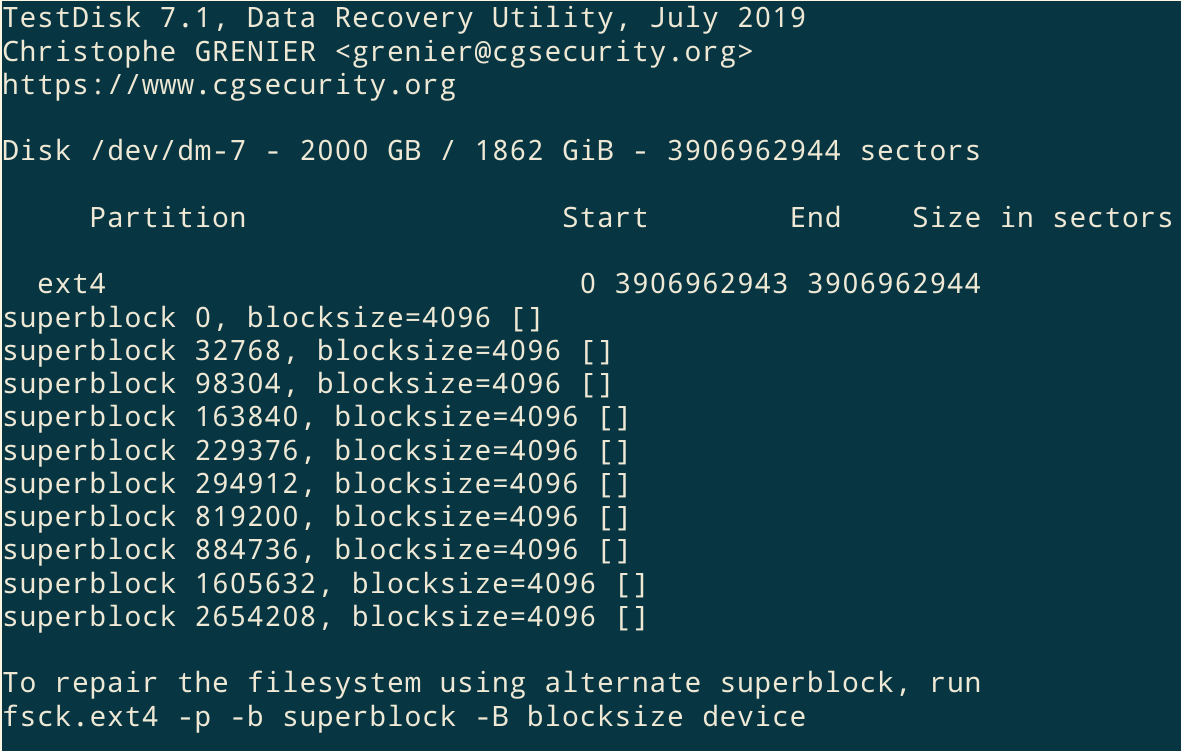 TestDisk 7.1, Data Recovery Utility, July 2019
Christophe GRENIER <grenier@cgsecurity.org>
https://www.cgsecurity.org
Disk /dev/dm-7 - 2000 GB / 1862 GiB - 3906962944 sectors
Partition Start End Size in sectors
ext4 0 3906962943 3906962944
superblock 0, blocksize=4096 []
superblock 32768, blocksize=4096 []
superblock 98304, blocksize=4096 []
superblock 163840, blocksize=4096 []
superblock 229376, blocksize=4096 []
superblock 294912, blocksize=4096 []
superblock 819200, blocksize=4096 []
superblock 884736, blocksize=4096 []
superblock 1605632, blocksize=4096 []
superblock 2654208, blocksize=4096 []
To repair the filesystem using alternate superblock, run
fsck.ext4 -p -b superblock -B blocksize device